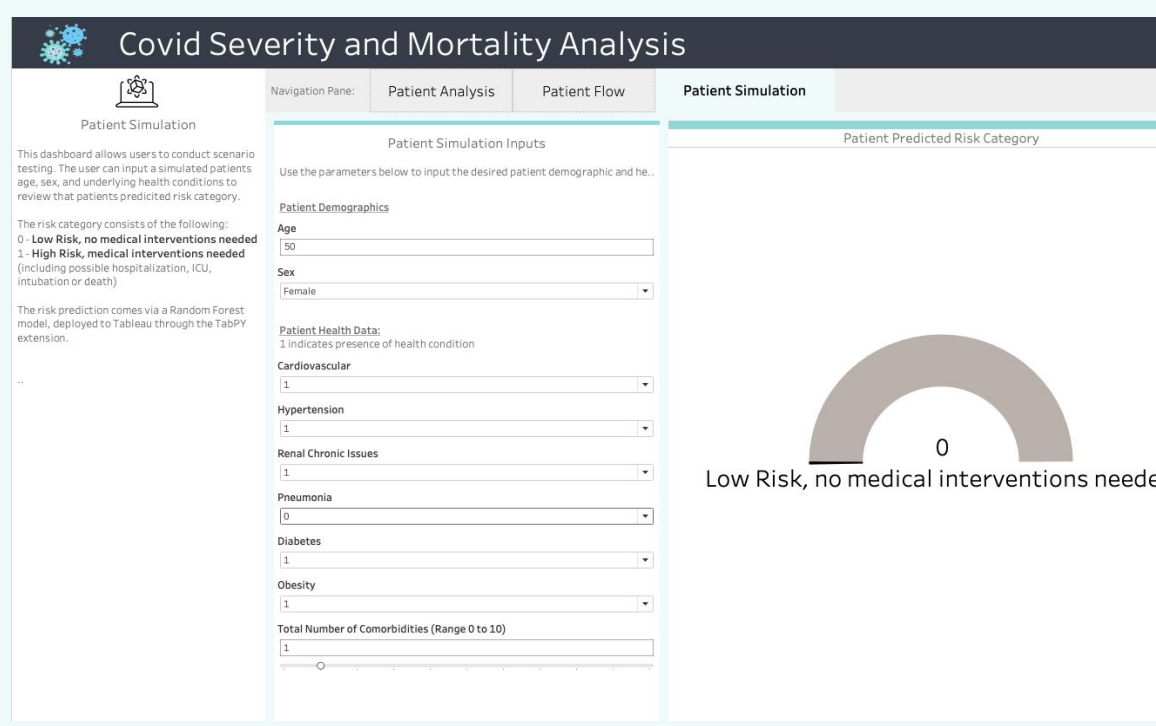 Covid Severity and Mortality Analysis
Navigation Pane:
Patient Analysis
Patient Flow
Patient Simulation
Patient Simulation
This dashboard allows users to conduct scenario
testing. The user can input a simulated patients
age, sex, and underlying health conditions to
review that patients predicited risk category.
The risk category consists of the following:
0 - Low Risk, no medical interventions needed
1 - High Risk, medical interventions needed
(including possible hospitalization, ICU,
intubation or death)
The risk prediction comes via a Random Forest
model, deployed to Tableau through the TabPY
extension.
..
Patient Simulation Inputs
Use the parameters below to input the desired patient demographic and he..
Patient Demographics
Age
50
Sex
Female
Patient Health Data:
1 indicates presence of health condition
Cardiovascular
1
Hypertension
1
Renal Chronic Issues
1
Pneumonia
0
Diabetes
1
Obesity
1
Total Number of Comorbidities (Range 0 to 10)
1
Patient Predicted Risk Category
0
Low Risk, no medical interventions neede